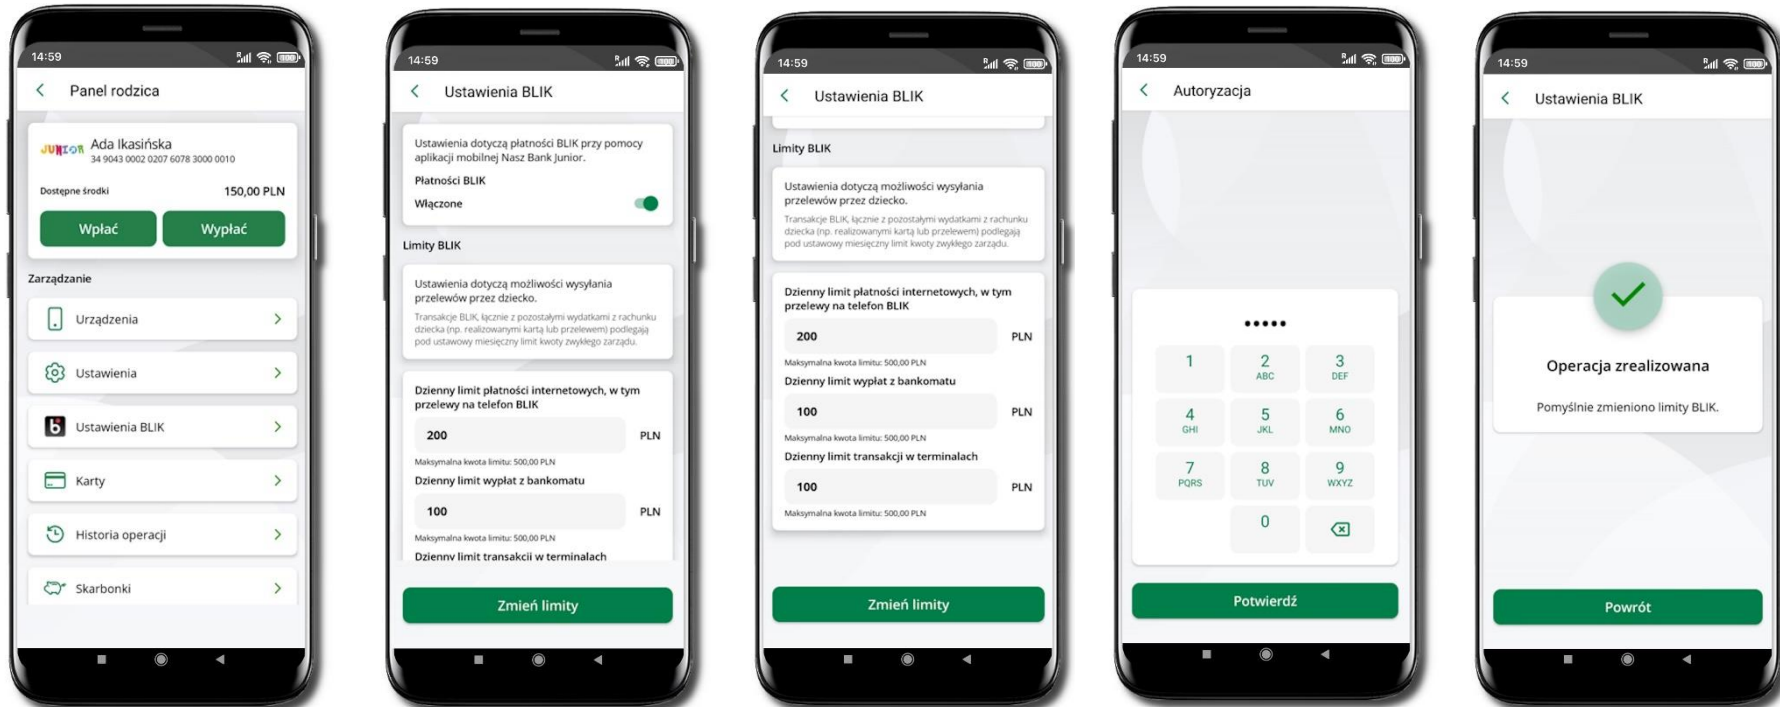 14:59
Panel rodzica
JUNIOR Ada Ikasińska
34 9043 0002 0207 6078 3000 0010
Dostępne środki 150,00 PLN
Wpłać Wypłać
Zarządzanie
Urządzenia
Ustawienia
Ustawienia BLIK
Karty
Historia operacji
Skarbonki
14:59
Ustawienia BLIK
Ustawienia dotyczą płatności BLIK przy pomocy
aplikacji mobilnej Nasz Bank Junior.
Płatności BLIK
Włączone
Limity BLIK
Ustawienia dotyczą możliwości wysyłania
przelewów przez dziecko.
Transakcje BLIK, łącznie z pozostałymi wydatkami z rachunku
dziecka (np. realizowanymi kartą lub przelewem) podlegają
pod ustawowy miesięczny limit kwoty zwykłego zarządu.
Dzienny limit płatności internetowych, w tym
przelewy na telefon BLIK
200 PLN
Maksymalna kwota limitu: 500,00 PLN
Dzienny limit wypłat z bankomatu
100 PLN
Maksymalna kwota limitu: 500,00 PLN
Dzienny limit transakcji w terminalach
Zmień limity
14:59
Ustawienia BLIK
Limity BLIK
Ustawienia dotyczą możliwości wysyłania
przelewów przez dziecko.
Transakcje BLIK, łącznie z pozostałymi wydatkami z rachunku
dziecka (np. realizowanymi kartą lub przelewem) podlegają
pod ustawowy miesięczny limit kwoty zwykłego zarządu.
Dzienny limit płatności internetowych, w tym
przelewy na telefon BLIK
200 PLN
Maksymalna kwota limitu: 500,00 PLN
Dzienny limit wypłat z bankomatu
100 PLN
Maksymalna kwota limitu: 500,00 PLN
Dzienny limit transakcji w terminalach
100 PLN
Maksymalna kwota limitu: 500,00 PLN
Zmień limity
14:59
Autoryzacja
1 2 3
ABC DEF
4 5 6
GHI JKL MNO
7 8 9
PQRS TUV WXYZ
0
Potwierdź
14:59
Ustawienia BLIK
Operacja zrealizowana
Pomyślnie zmieniono limity BLIK.
Powrót